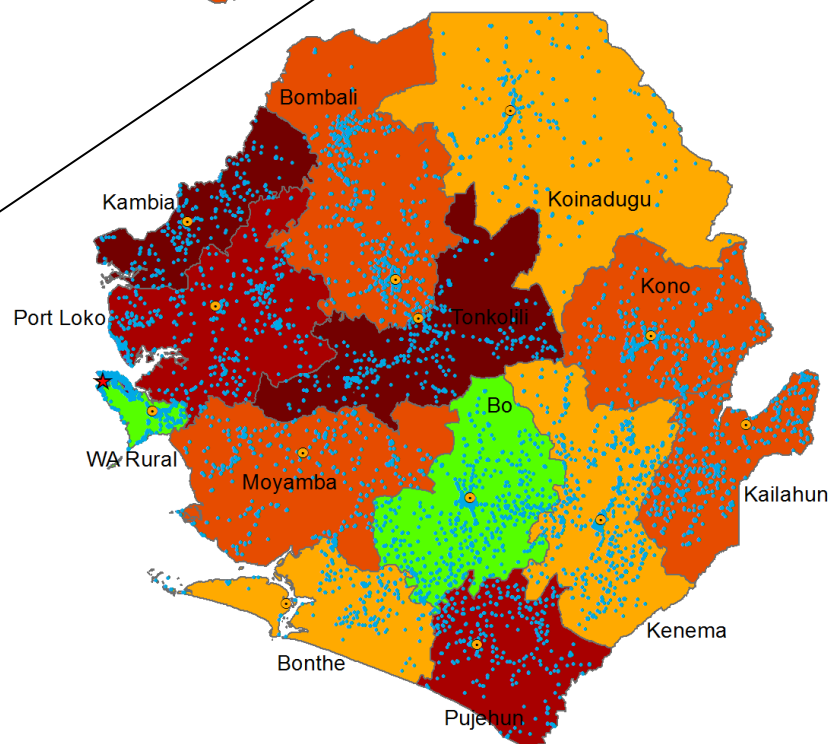 Bombali
Koinadugu
Kambia
Kono
Port Loko
Tonkolili
Bo
WA Rural
Moyamba
Kailahun
Kenema
Bonthe
Pujehun